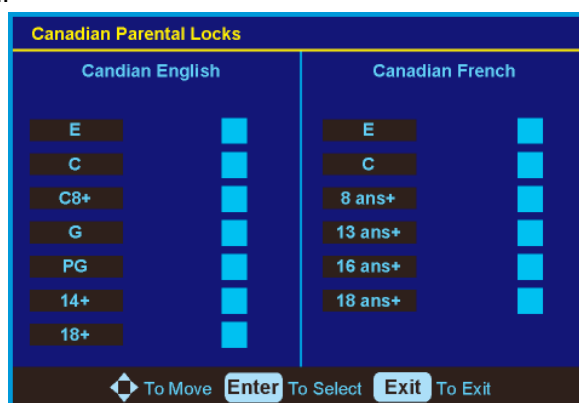 Canadian Parental Locks
Candian English
E
C
C8+
G
PG
14+
18+
Canadian French
E
C
8 ans+
13 ans+
16 ans+
18 ans+
To Move Enter To Select Exit To Exit